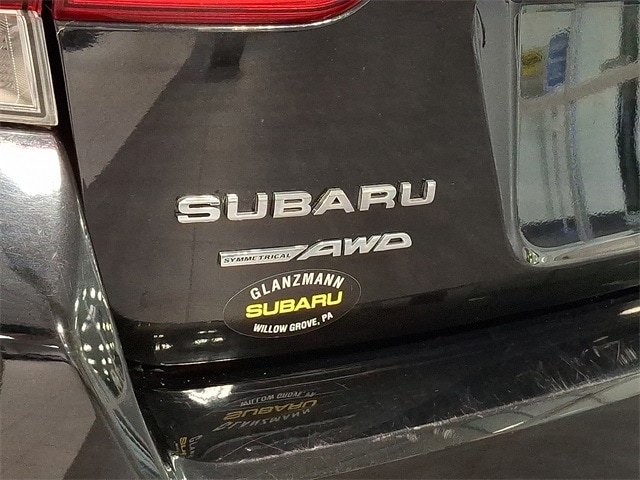 SUBARU
SYMMETRICAL AWD
GLANZMANN
SUBARU
WILLOW GROVE, PA